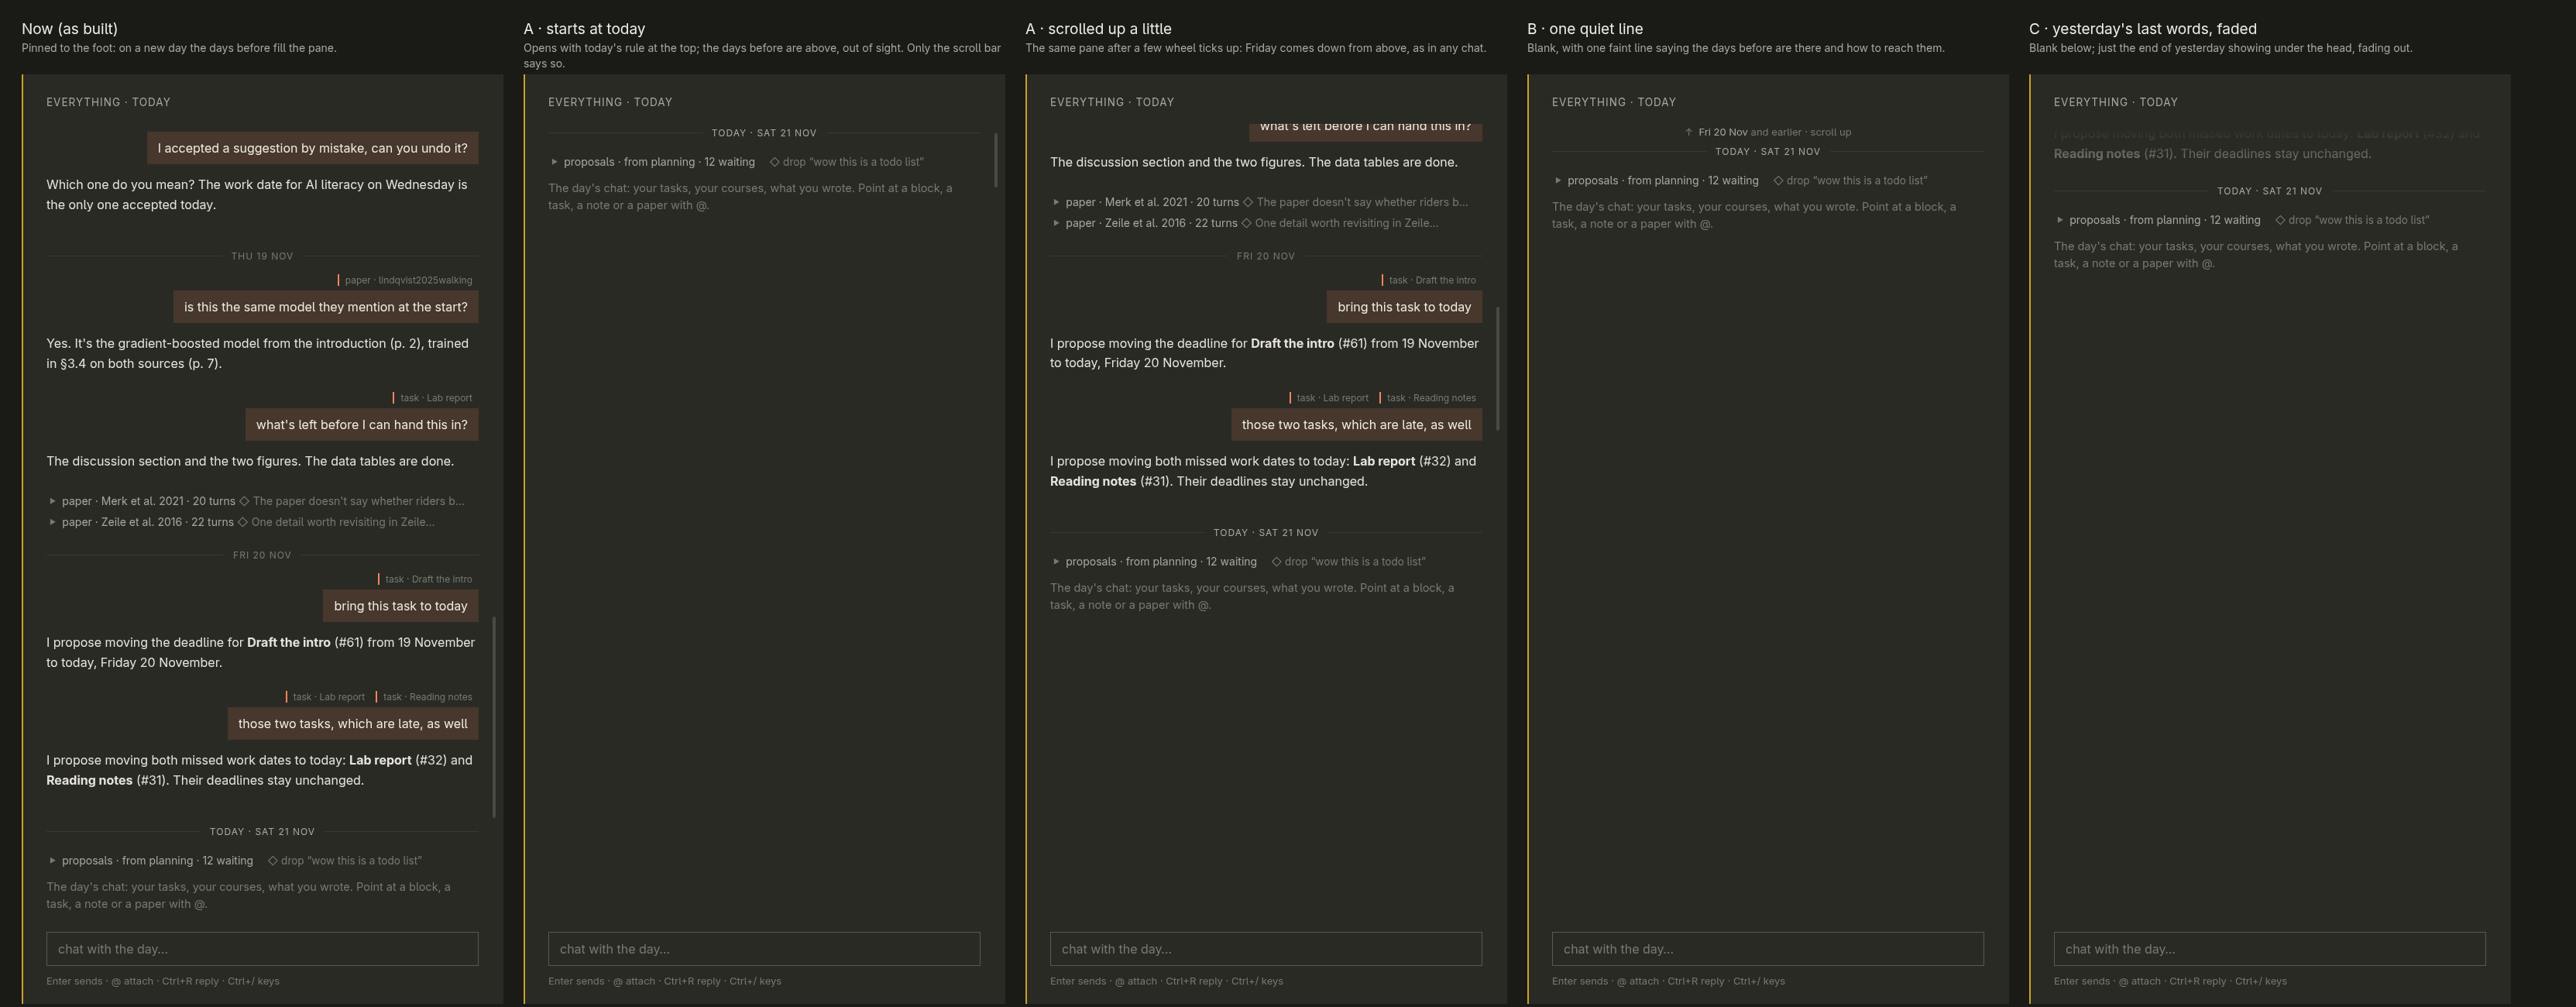 Now (as built)
Pinned to the foot: on a new day the days before fill the pane.
EVERYTHING · TODAY
I accepted a suggestion by mistake, can you undo it?
Which one do you mean? The work date for AI literacy on Wednesday is
the only one accepted today.
THU 19 NOV
paper · lindqvist2025walking
is this the same model they mention at the start?
Yes. It's the gradient-boosted model from the introduction (p. 2), trained
in §3.4 on both sources (p. 7).
task · Lab report
what's left before I can hand this in?
The discussion section and the two figures. The data tables are done.
▸ paper · Merk et al. 2021 · 20 turns ◇ The paper doesn't say whether riders b...
▸ paper · Zeile et al. 2016 · 22 turns ◇ One detail worth revisiting in Zeile...
FRI 20 NOV
task · Draft the intro
bring this task to today
I propose moving the deadline for Draft the intro (#61) from 19 November
to today, Friday 20 November.
task · Lab report task · Reading notes
those two tasks, which are late, as well
I propose moving both missed work dates to today: Lab report (#32) and
Reading notes (#31). Their deadlines stay unchanged.
TODAY · SAT 21 NOV
▸ proposals · from planning · 12 waiting ◇ drop “wow this is a todo list”
The day's chat: your tasks, your courses, what you wrote. Point at a block, a
task, a note or a paper with @.
chat with the day...
Enter sends · @ attach · Ctrl+R reply · Ctrl+/ keys
A · starts at today
Opens with today's rule at the top; the days before are above, out of sight. Only the scroll bar
says so.
EVERYTHING · TODAY
TODAY · SAT 21 NOV
▸ proposals · from planning · 12 waiting ◇ drop “wow this is a todo list”
The day's chat: your tasks, your courses, what you wrote. Point at a block, a
task, a note or a paper with @.
chat with the day...
Enter sends · @ attach · Ctrl+R reply · Ctrl+/ keys
A · scrolled up a little
The same pane after a few wheel ticks up: Friday comes down from above, as in any chat.
EVERYTHING · TODAY
what's left before I can hand this in?
The discussion section and the two figures. The data tables are done.
▸ paper · Merk et al. 2021 · 20 turns ◇ The paper doesn't say whether riders b...
▸ paper · Zeile et al. 2016 · 22 turns ◇ One detail worth revisiting in Zeile...
FRI 20 NOV
task · Draft the intro
bring this task to today
I propose moving the deadline for Draft the intro (#61) from 19 November
to today, Friday 20 November.
task · Lab report task · Reading notes
those two tasks, which are late, as well
I propose moving both missed work dates to today: Lab report (#32) and
Reading notes (#31). Their deadlines stay unchanged.
TODAY · SAT 21 NOV
▸ proposals · from planning · 12 waiting ◇ drop “wow this is a todo list”
The day's chat: your tasks, your courses, what you wrote. Point at a block, a
task, a note or a paper with @.
chat with the day...
Enter sends · @ attach · Ctrl+R reply · Ctrl+/ keys
B · one quiet line
Blank, with one faint line saying the days before are there and how to reach them.
EVERYTHING · TODAY
↑ Fri 20 Nov and earlier · scroll up
TODAY · SAT 21 NOV
▸ proposals · from planning · 12 waiting ◇ drop “wow this is a todo list”
The day's chat: your tasks, your courses, what you wrote. Point at a block, a
task, a note or a paper with @.
chat with the day...
Enter sends · @ attach · Ctrl+R reply · Ctrl+/ keys
C · yesterday's last words, faded
Blank below; just the end of yesterday showing under the head, fading out.
EVERYTHING · TODAY
I propose moving both missed work dates to today: Lab report (#32) and
Reading notes (#31). Their deadlines stay unchanged.
TODAY · SAT 21 NOV
▸ proposals · from planning · 12 waiting ◇ drop “wow this is a todo list”
The day's chat: your tasks, your courses, what you wrote. Point at a block, a
task, a note or a paper with @.
chat with the day...
Enter sends · @ attach · Ctrl+R reply · Ctrl+/ keys